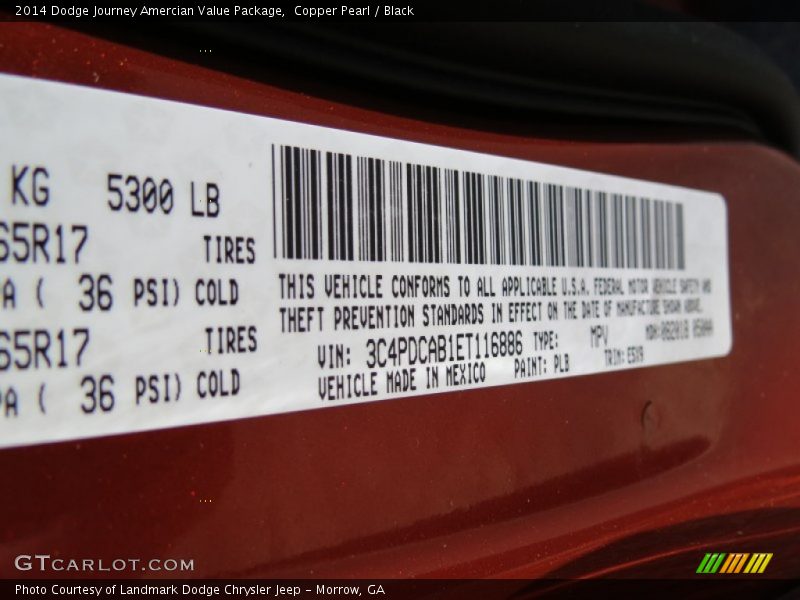 2014 Dodge Journey Amercian Value Package,  Copper Pearl / Black
KG 5300 LB
65R17 TIRES
A ( 36 PSI) COLD
65R17 TIRES
PA ( 36 PSI) COLD
THIS VEHICLE CONFORMS TO ALL APPLICABLE U.S.A. FEDERAL MOTOR VEHICLE SAFETY AND
THEFT PREVENTION STANDARDS IN EFFECT ON THE DATE OF MANUFACTURE SHOWN ABOVE.
VIN: 3C4PDCAB1ET116886 TYPE: MPV
VEHICLE MADE IN MEXICO PAINT: PLB TRIM:
GTCARLOT.COM
Photo Courtesy of Landmark Dodge Chrysler Jeep - Morrow, GA